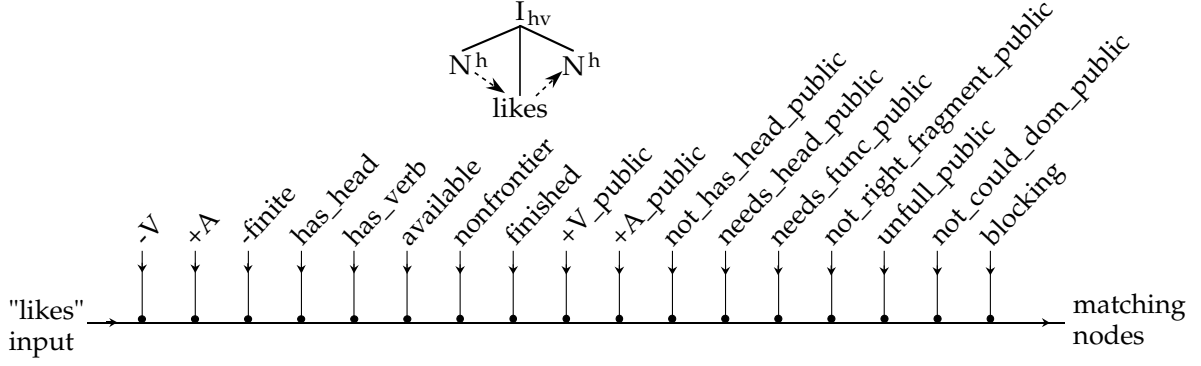 I hv
N h N h
likes
-V
+A
-finite
has_head
has_verb
available
nonfrontier
finished
+V_public
+A_public
not_has_head_public
needs_head_public
needs_func_public
not_right_fragment_public
unfull_public
not_could_dom_public
blocking
"likes"
input
matching
nodes